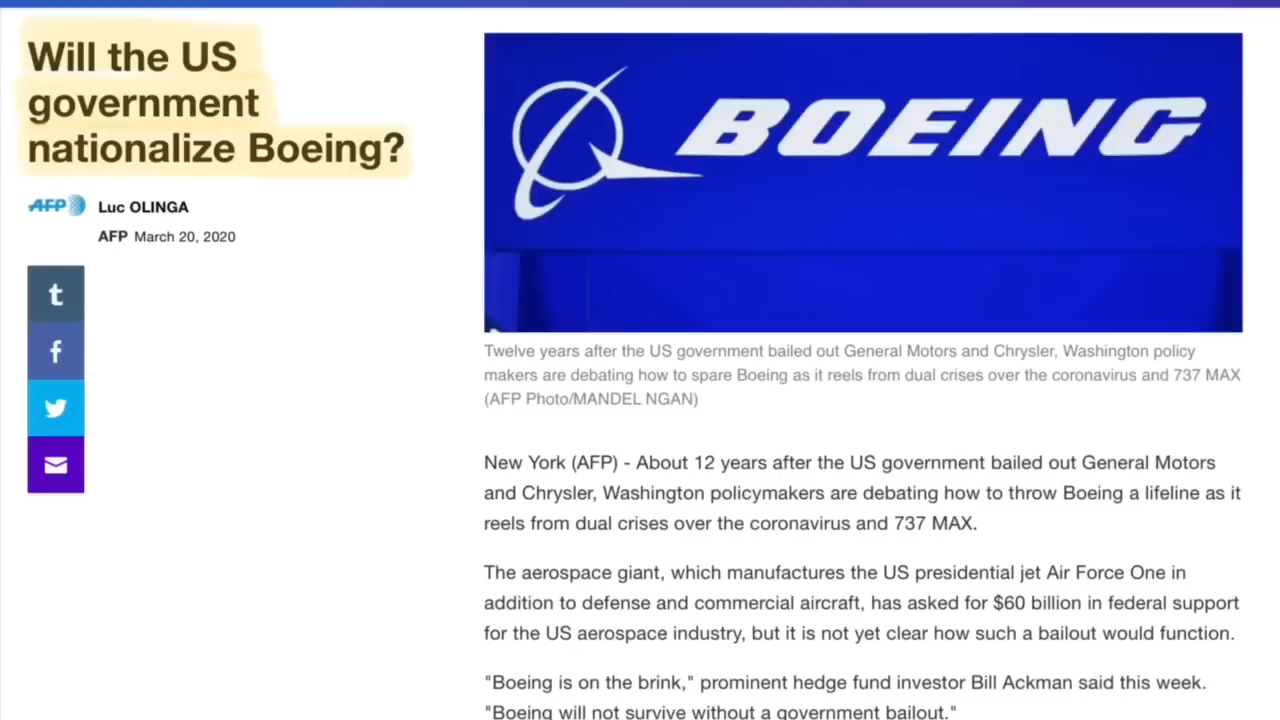 Will the US
government
nationalize Boeing?
AFP Luc OLINGA
AFP March 20, 2020
t
f
BOEING
Twelve years after the US government bailed out General Motors and Chrysler, Washington policy
makers are debating how to spare Boeing as it reels from dual crises over the coronavirus and 737 MAX
(AFP Photo/MANDEL NGAN)
New York (AFP) - About 12 years after the US government bailed out General Motors
and Chrysler, Washington policymakers are debating how to throw Boeing a lifeline as it
reels from dual crises over the coronavirus and 737 MAX.
The aerospace giant, which manufactures the US presidential jet Air Force One in
addition to defense and commercial aircraft, has asked for $60 billion in federal support
for the US aerospace industry, but it is not yet clear how such a bailout would function.
"Boeing is on the brink," prominent hedge fund investor Bill Ackman said this week.
"Boeing will not survive without a government bailout."